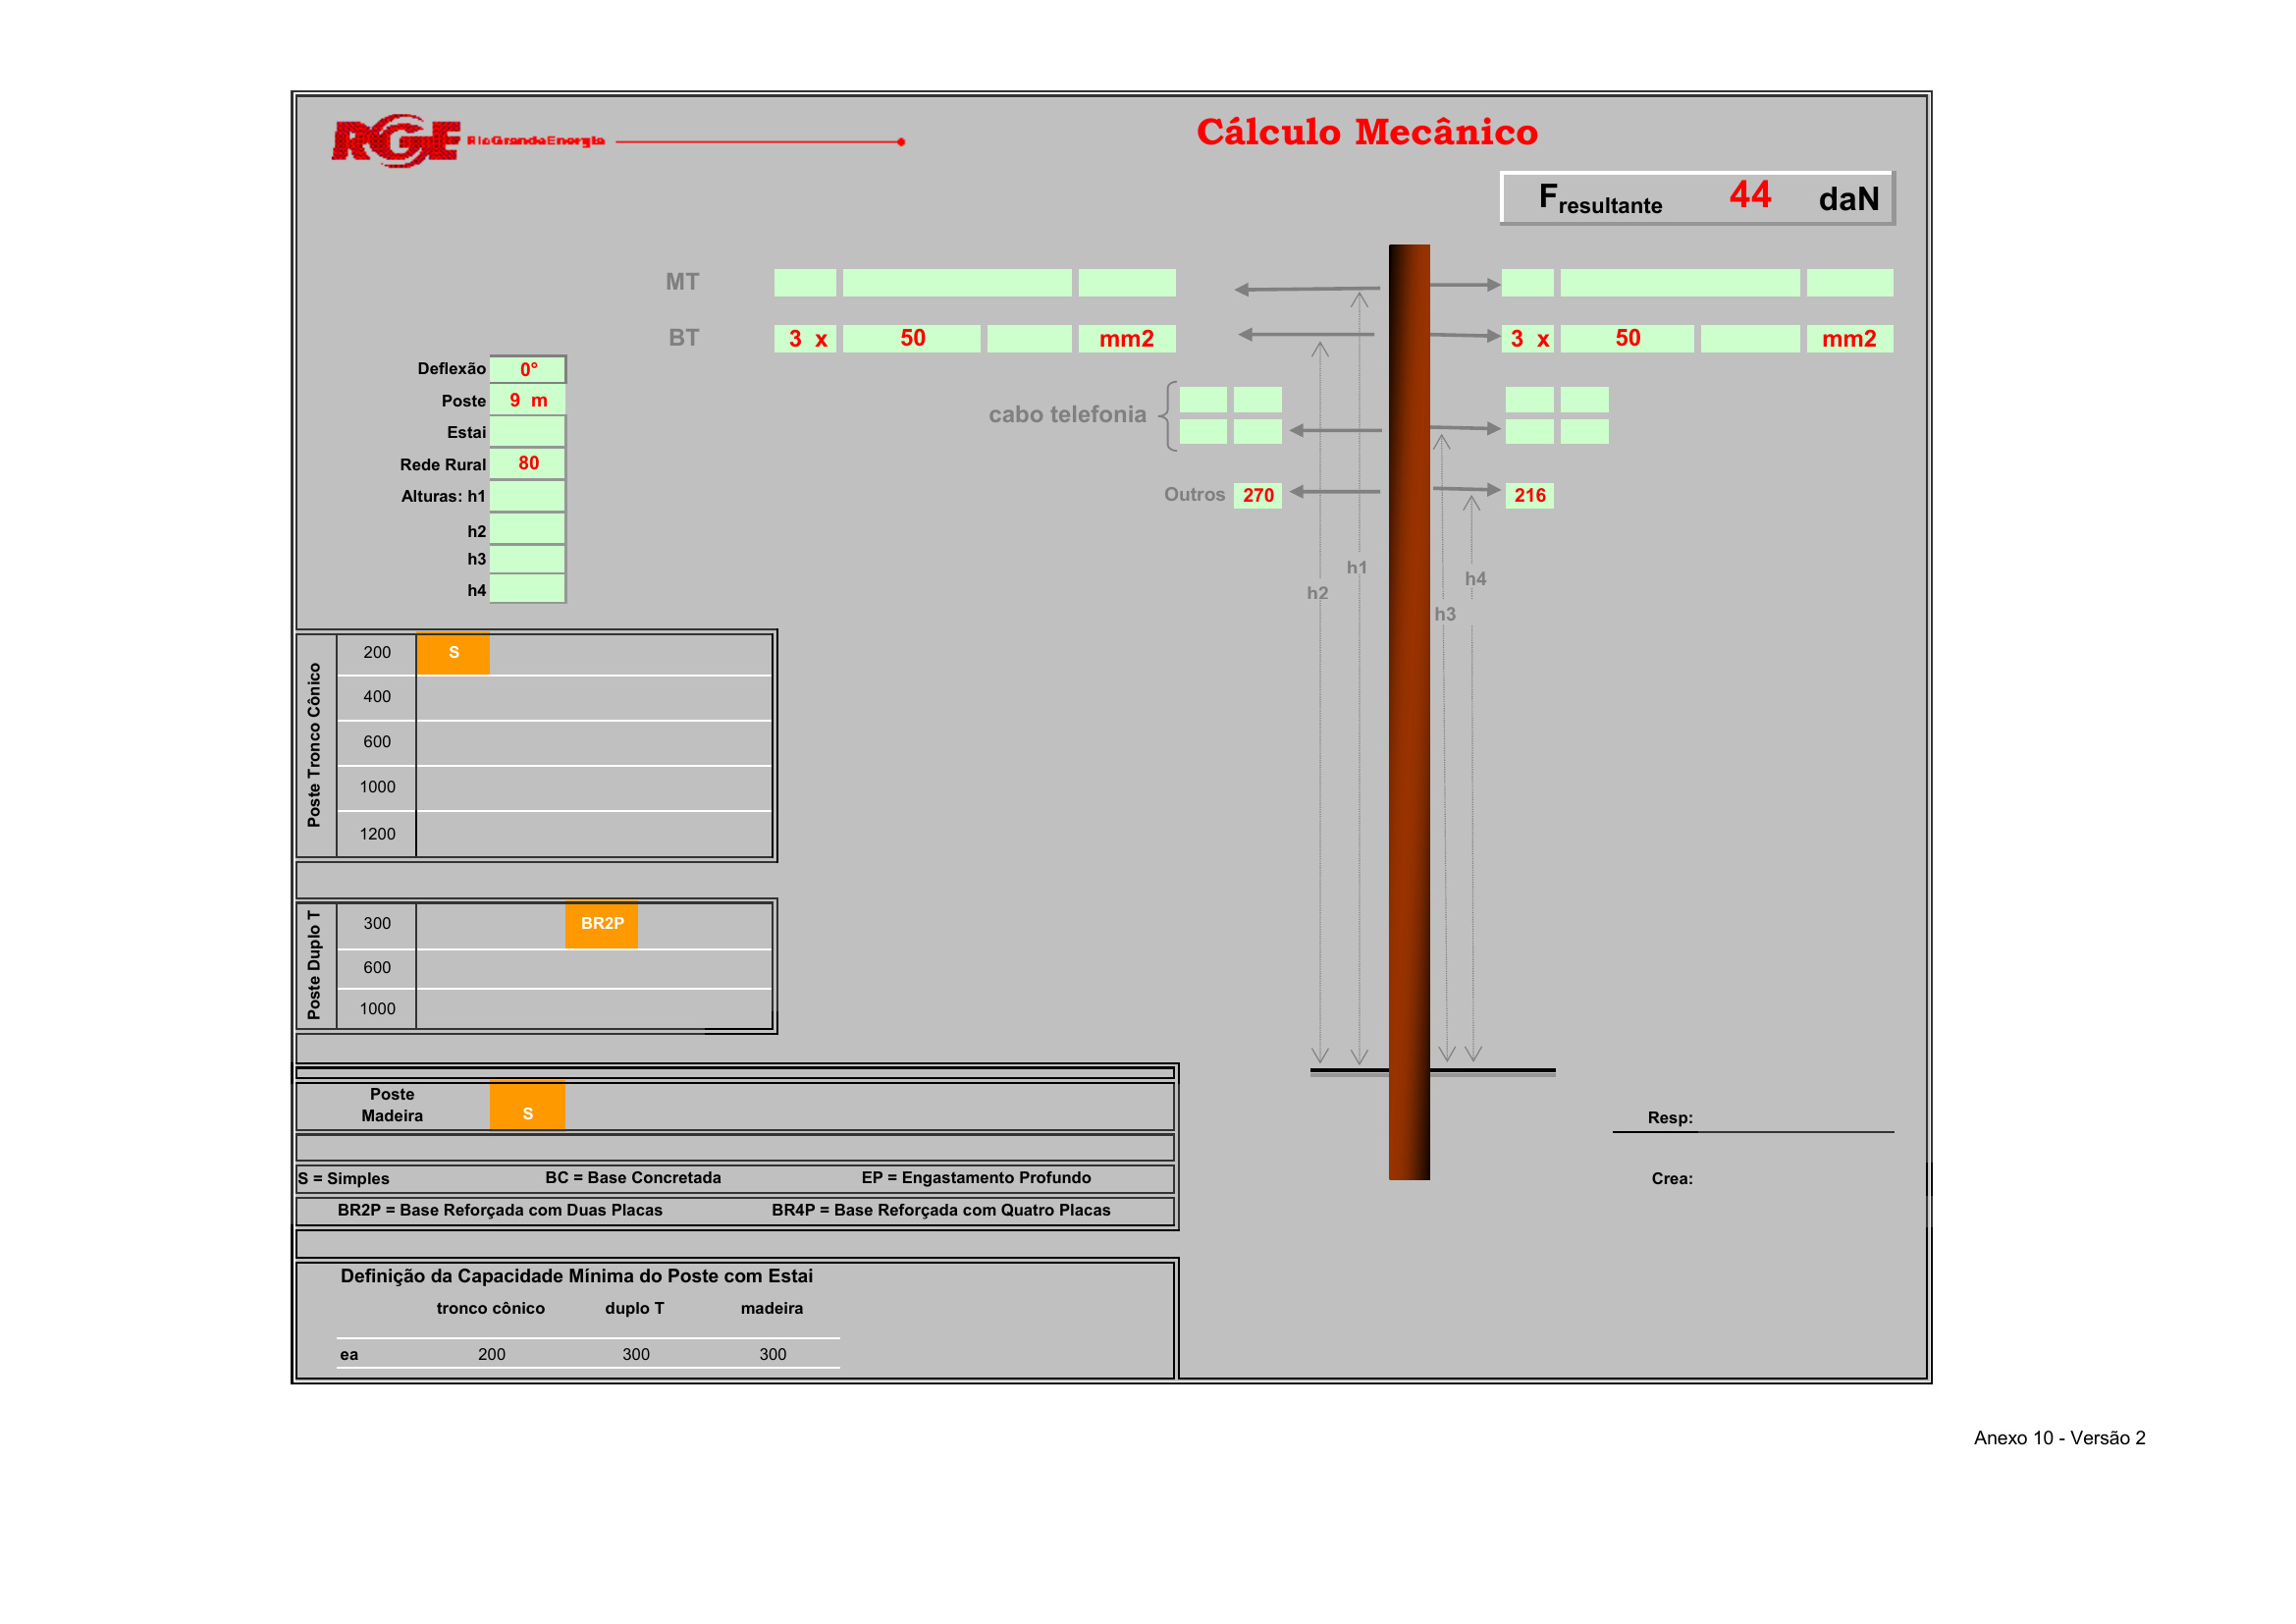 RGE RioGrandeEnergia
Cálculo Mecânico
Fresultante 44 daN
MT
BT 3 x 50 mm2 3 x 50 mm2
Deflexão 0°
Poste 9 m
cabo telefonia
Estai
Rede Rural 80
Alturas: h1
Outros 270 216
h2
h3
h4
h1
h2
h4
h3
Poste Tronco Cônico
200 S
400
600
1000
1200
Poste Duplo T
300 BR2P
600
1000
Poste
Madeira S
Resp:
S = Simples BC = Base Concretada EP = Engastamento Profundo
Crea:
BR2P = Base Reforçada com Duas Placas BR4P = Base Reforçada com Quatro Placas
Definição da Capacidade Mínima do Poste com Estai
tronco cônico duplo T madeira
ea 200 300 300
Anexo 10 - Versão 2